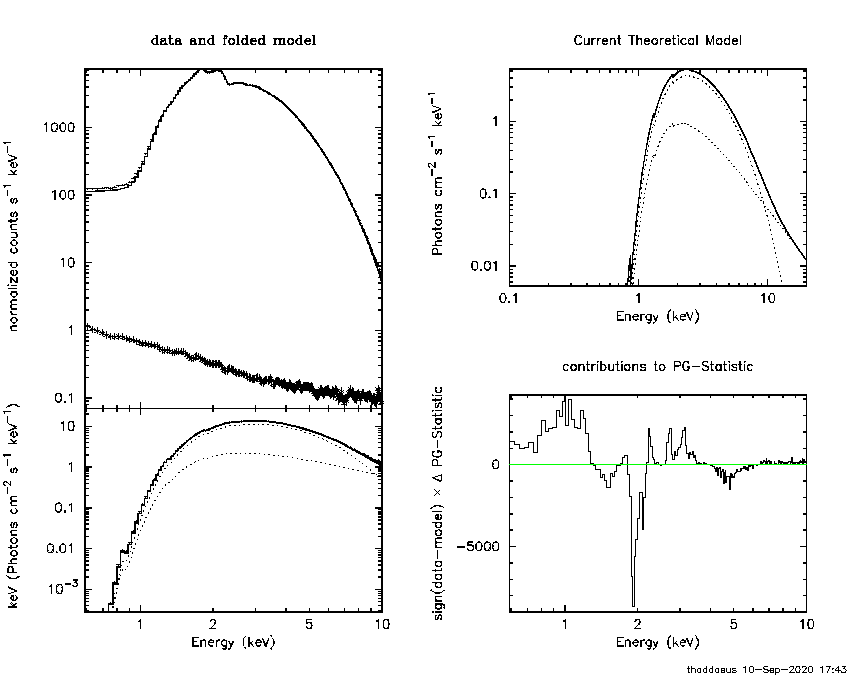 data and folded model
normalized counts s⁻¹ keV⁻¹
1000
100
10
1
0.1
keV (Photons cm⁻² s⁻¹ keV⁻¹)
10
1
0.1
0.01
10⁻³
1 2 5 10
Energy (keV)
Current Theoretical Model
Photons cm⁻² s⁻¹ keV⁻¹
1
0.1
0.01
0.1 1 10
Energy (keV)
contributions to PG-Statistic
sign(data-model) × Δ PG-Statistic
0
-5000
1 2 5 10
Energy (keV)
thaddaeus 10-Sep-2020 17:43